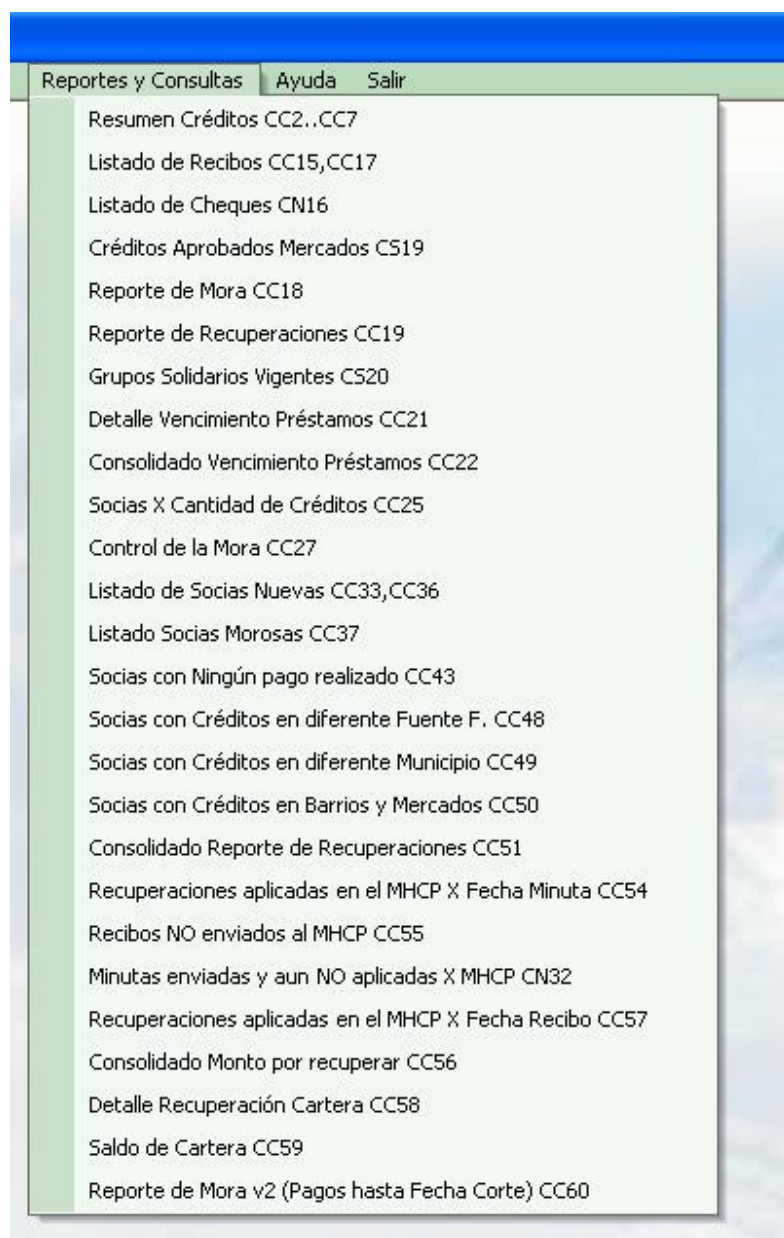 Reportes y Consultas Ayuda Salir
Resumen Créditos CC2..CC7
Listado de Recibos CC15,CC17
Listado de Cheques CN16
Créditos Aprobados Mercados CS19
Reporte de Mora CC18
Reporte de Recuperaciones CC19
Grupos Solidarios Vigentes CS20
Detalle Vencimiento Préstamos CC21
Consolidado Vencimiento Préstamos CC22
Socias X Cantidad de Créditos CC25
Control de la Mora CC27
Listado de Socias Nuevas CC33,CC36
Listado Socias Morosas CC37
Socias con Ningún pago realizado CC43
Socias con Créditos en diferente Fuente F. CC48
Socias con Créditos en diferente Municipio CC49
Socias con Créditos en Barrios y Mercados CC50
Consolidado Reporte de Recuperaciones CC51
Recuperaciones aplicadas en el MHCP X Fecha Minuta CC54
Recibos NO enviados al MHCP CC55
Minutas enviadas y aun NO aplicadas X MHCP CN32
Recuperaciones aplicadas en el MHCP X Fecha Recibo CC57
Consolidado Monto por recuperar CC56
Detalle Recuperación Cartera CC58
Saldo de Cartera CC59
Reporte de Mora v2 (Pagos hasta Fecha Corte) CC60